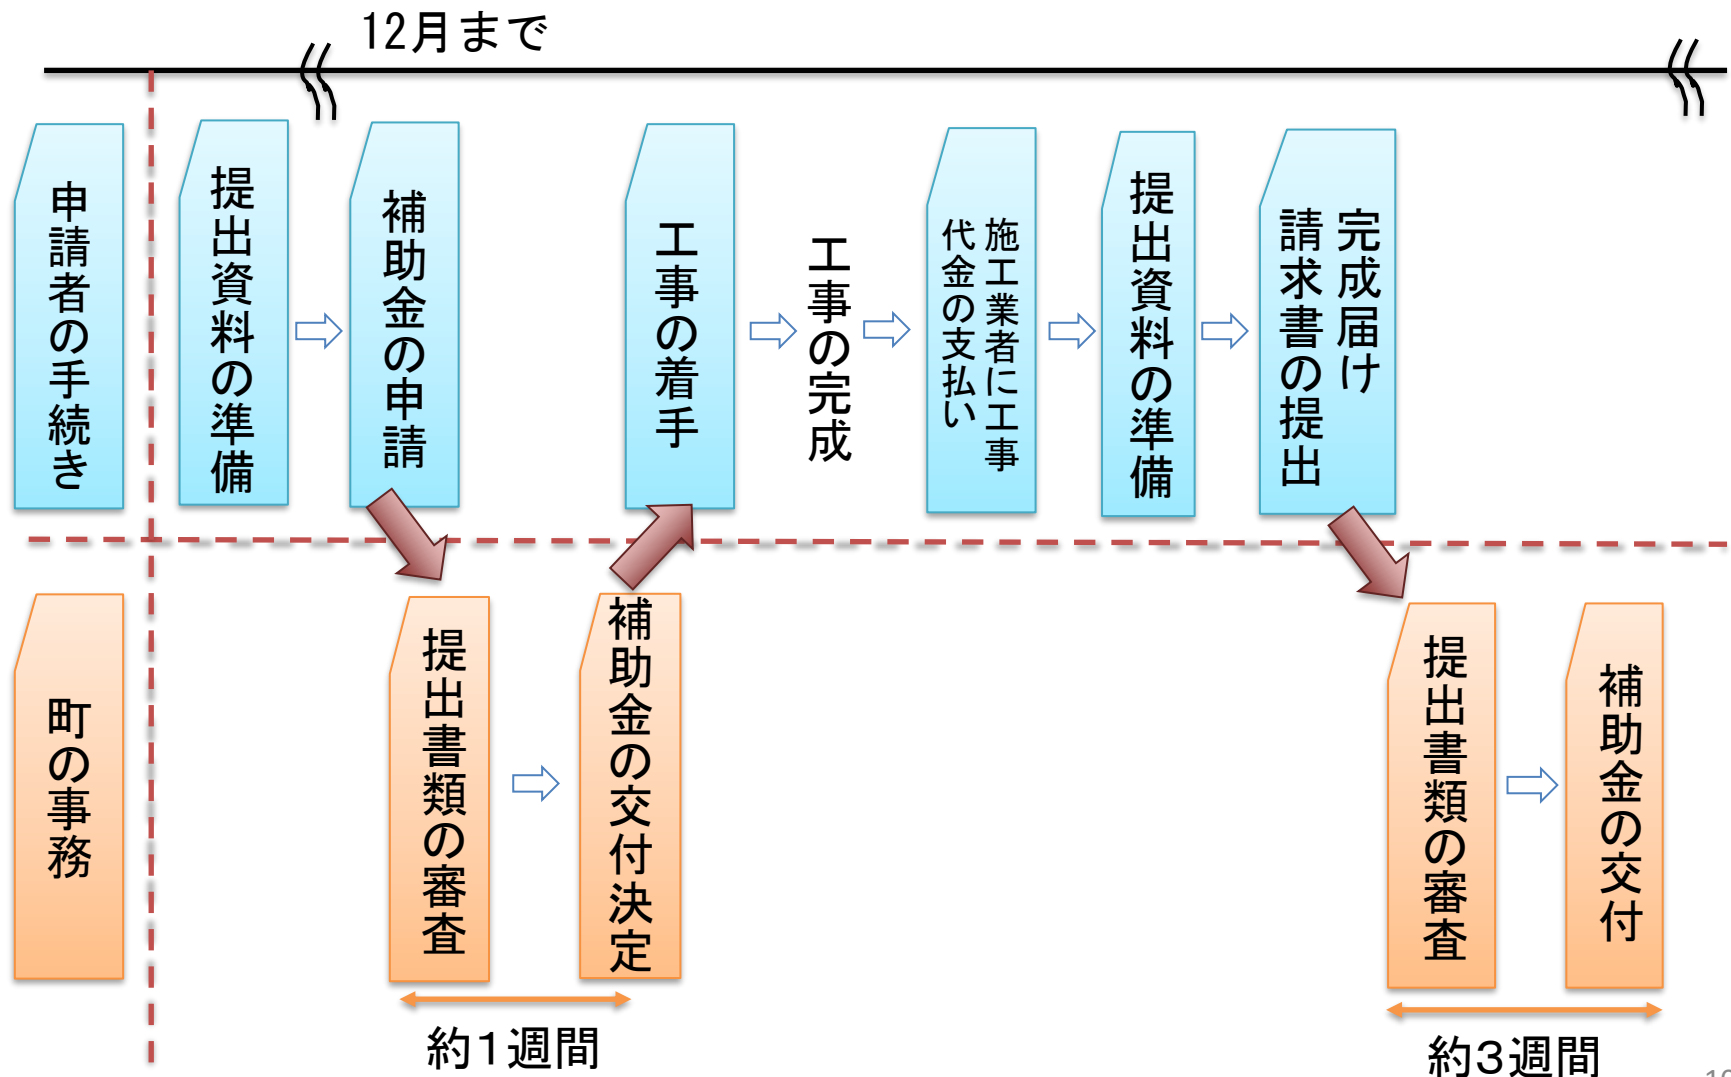 12月まで
申請者の手続き
提出資料の準備
補助金の申請
工事の着手
工事の完成
施工業者に工事
代金の支払い
提出資料の準備
完成届け
請求書の提出
町の事務
提出書類の審査
補助金の交付決定
提出書類の審査
補助金の交付
約１週間
約３週間